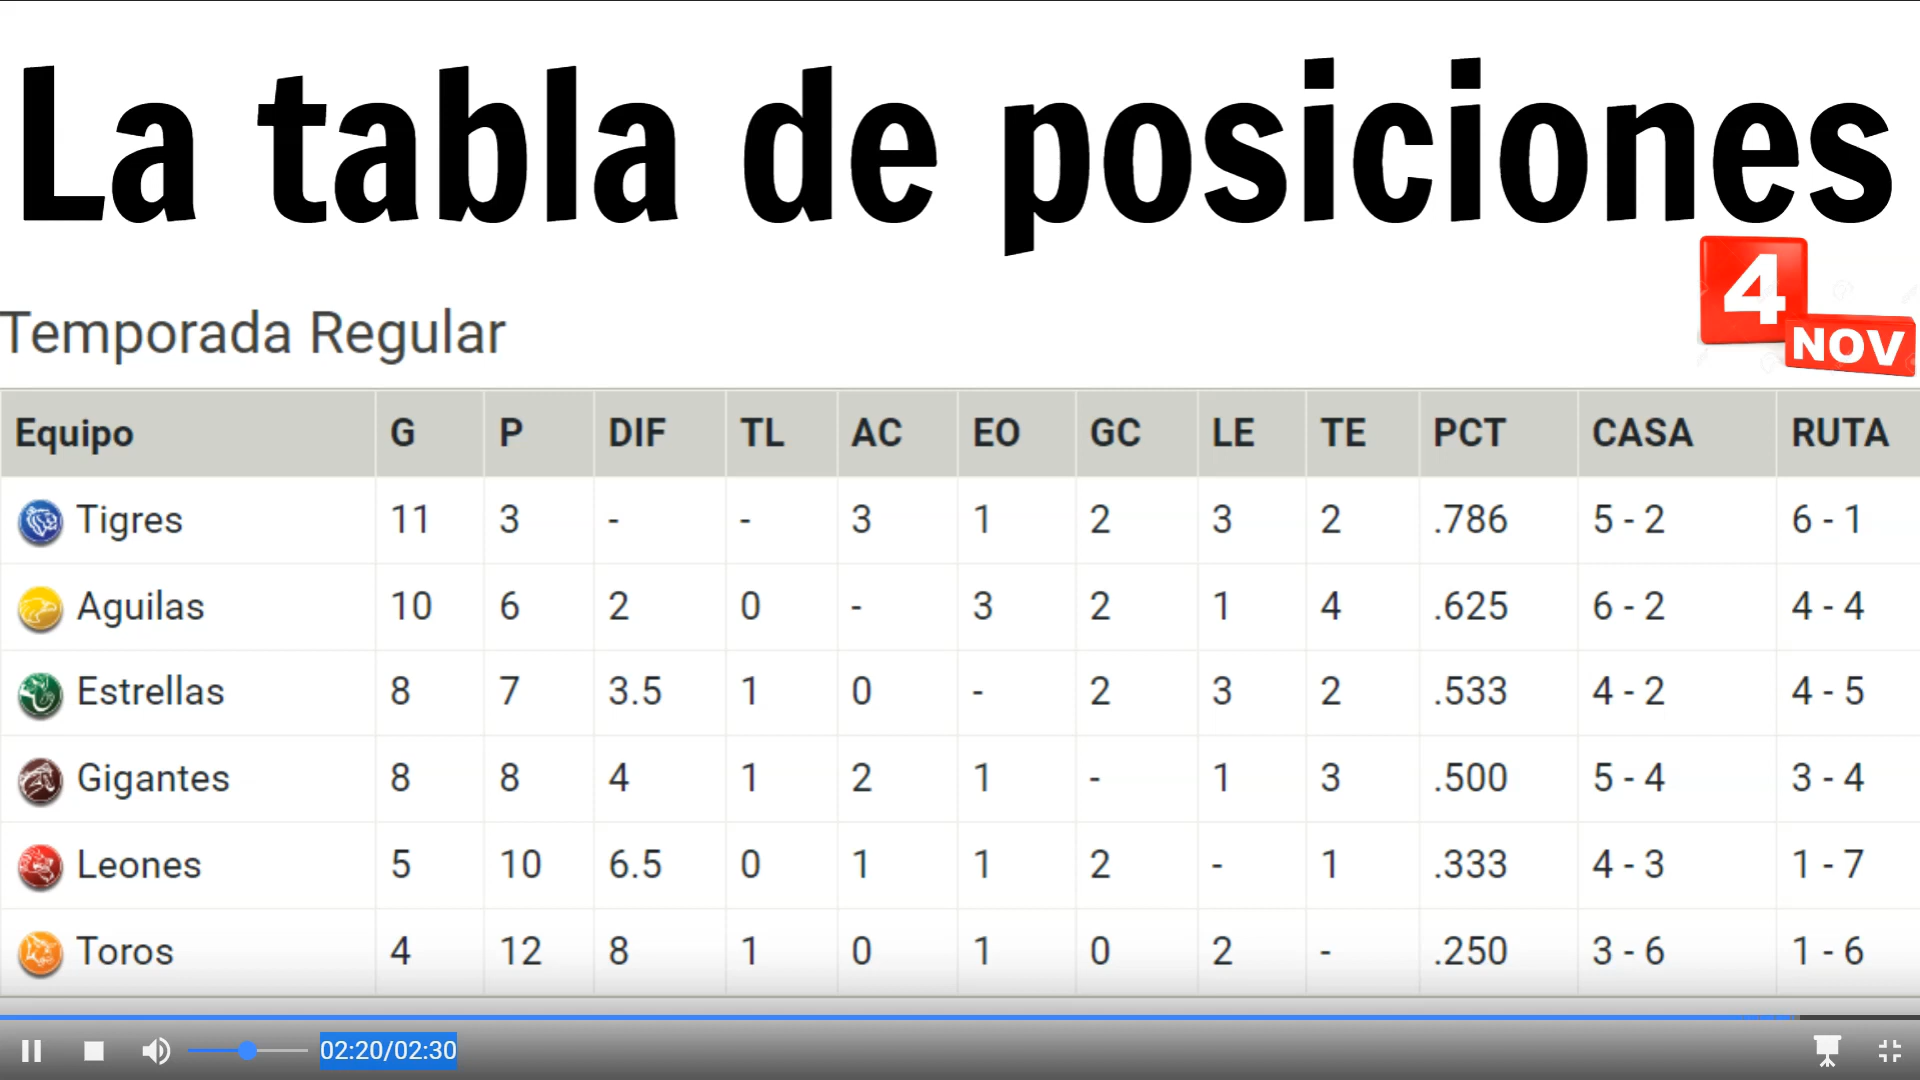 La tabla de posiciones
4
NOV
Temporada Regular
Equipo G P DIF TL AC EO GC LE TE PCT CASA RUTA
Tigres 11 3 - - 3 1 2 3 2 .786 5 - 2 6 - 1
Aguilas 10 6 2 0 - 3 2 1 4 .625 6 - 2 4 - 4
Estrellas 8 7 3.5 1 0 - 2 3 2 .533 4 - 2 4 - 5
Gigantes 8 8 4 1 2 1 - 1 3 .500 5 - 4 3 - 4
Leones 5 10 6.5 0 1 1 2 - 1 .333 4 - 3 1 - 7
Toros 4 12 8 1 0 1 0 2 - .250 3 - 6 1 - 6
02:20/02:30